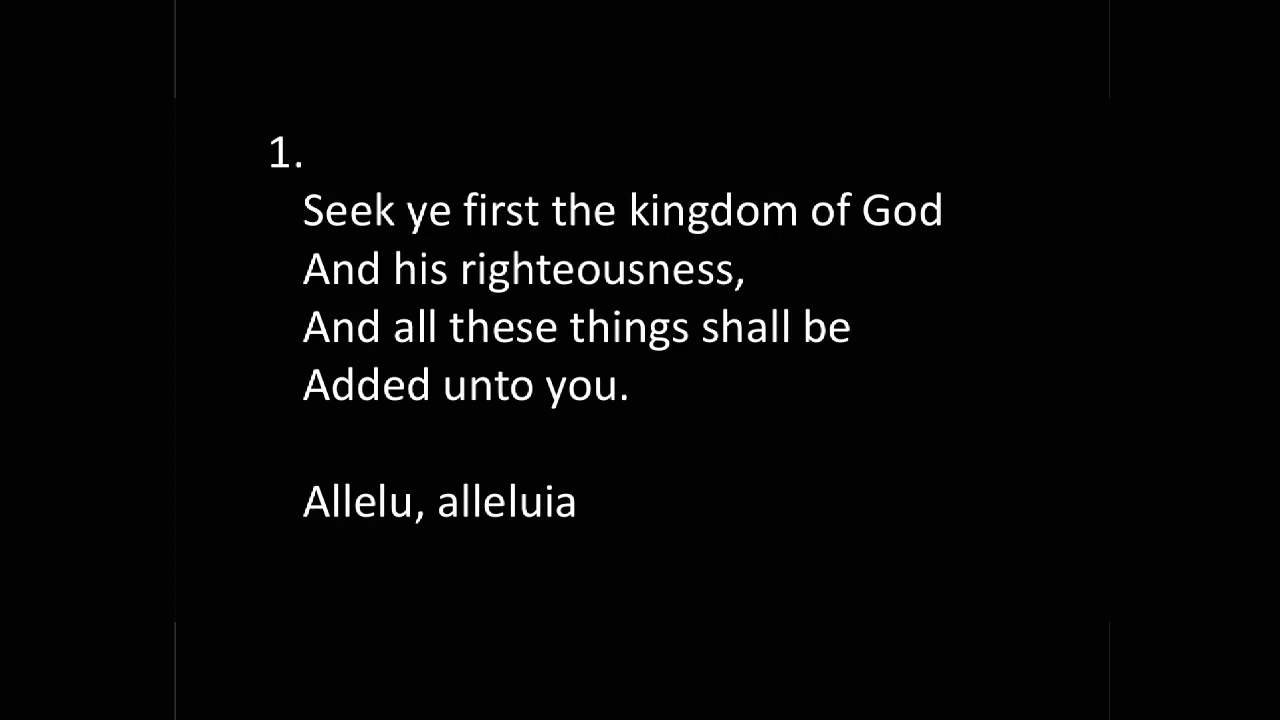 1.
Seek ye first the kingdom of God
And his righteousness,
And all these things shall be
Added unto you.
Allelu, alleluia